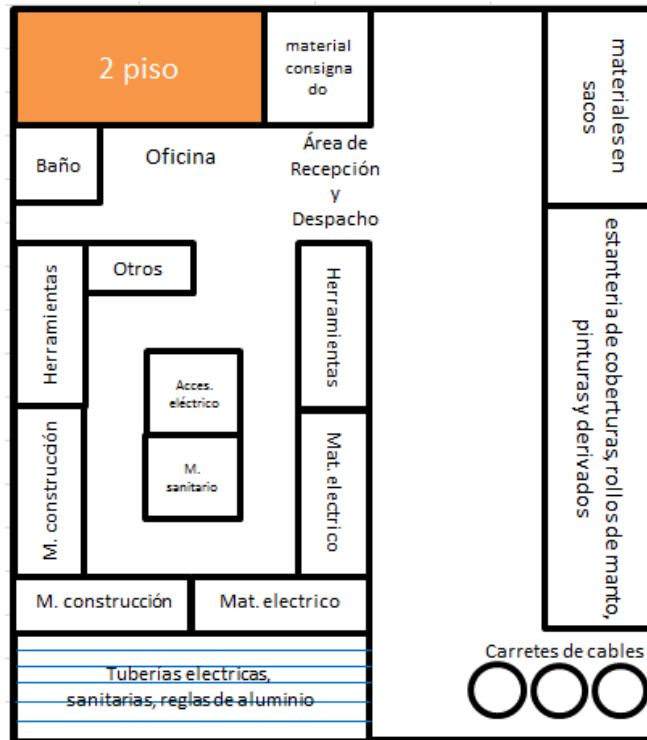 2 piso
material
consigna
do
materiales en
sacos
Baño
Oficina
Área de
Recepción
y
Despacho
Herramientas
Otros
Herramientas
estanteria de coberturas, rollos de manto,
pinturas y derivados
Acces.
eléctrico
M.
sanitario
M. construcción
Mat. electrico
M. construcción
Mat. electrico
Tuberías electricas,
sanitarias, reglas de aluminio
Carretes de cables